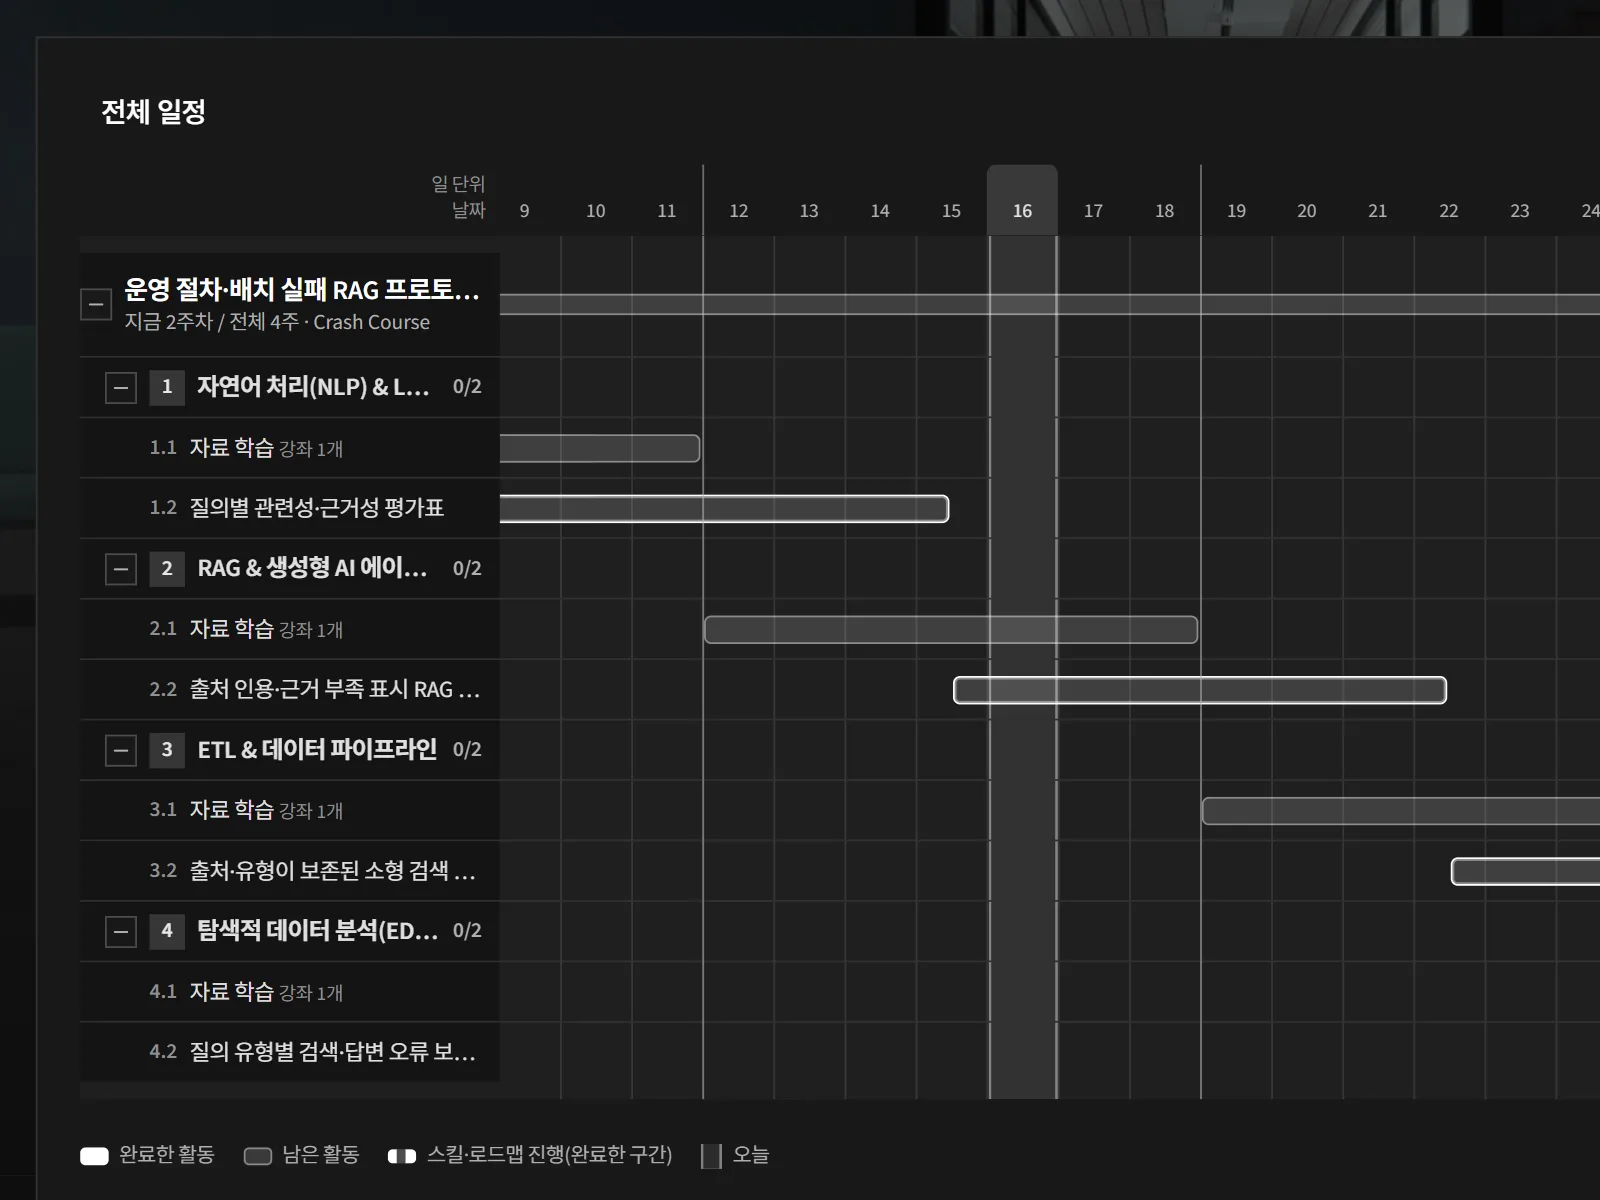 전체 일정
일 단위
날짜 9 10 11 12 13 14 15 16 17 18 19 20 21 22 23 24
운영 절차·배치 실패 RAG 프로토...
지금 2주차 / 전체 4주 · Crash Course
1 자연어 처리(NLP) & L... 0/2
1.1 자료 학습 강좌 1개
1.2 질의별 관련성·근거성 평가표
2 RAG & 생성형 AI 에이... 0/2
2.1 자료 학습 강좌 1개
2.2 출처 인용·근거 부족 표시 RAG ...
3 ETL & 데이터 파이프라인 0/2
3.1 자료 학습 강좌 1개
3.2 출처·유형이 보존된 소형 검색 ...
4 탐색적 데이터 분석(ED... 0/2
4.1 자료 학습 강좌 1개
4.2 질의 유형별 검색·답변 오류 보...
완료한 활동 남은 활동 스킬·로드맵 진행(완료한 구간) 오늘